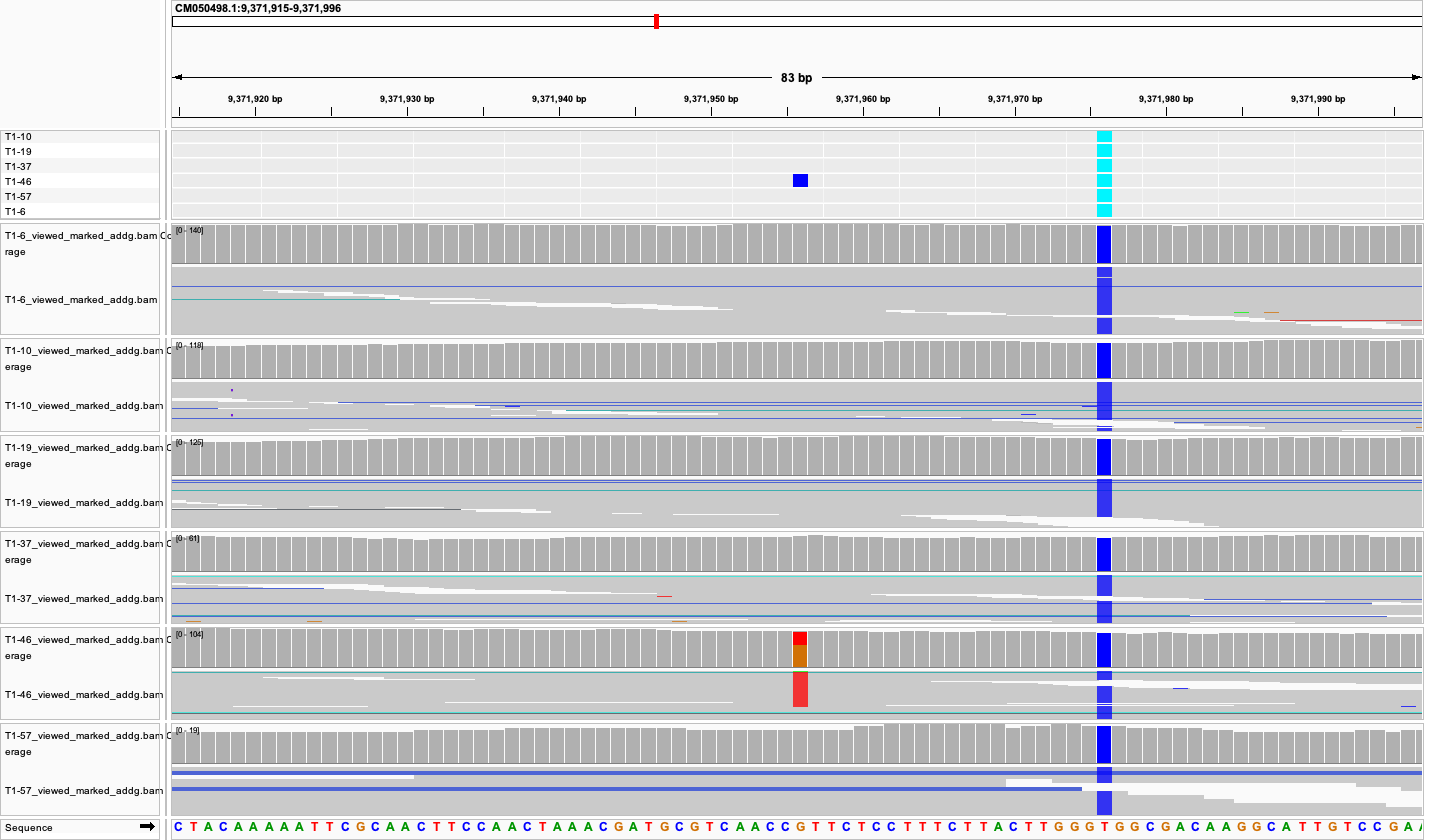 CM050498.1:9,371,915-9,371,996
83 bp
9,371,920 bp 9,371,930 bp 9,371,940 bp 9,371,950 bp 9,371,960 bp 9,371,970 bp 9,371,980 bp 9,371,990 bp
T1-10
T1-19
T1-37
T1-46
T1-57
T1-6
T1-6_viewed_marked_addg.bam Co
rage
[0 - 140]
T1-6_viewed_marked_addg.bam
T1-10_viewed_marked_addg.bam C
erage
[0 - 118]
T1-10_viewed_marked_addg.bam
T1-19_viewed_marked_addg.bam C
erage
[0 - 125]
T1-19_viewed_marked_addg.bam
T1-37_viewed_marked_addg.bam C
erage
[0 - 61]
T1-37_viewed_marked_addg.bam
T1-46_viewed_marked_addg.bam C
erage
[0 - 104]
T1-46_viewed_marked_addg.bam
T1-57_viewed_marked_addg.bam C
erage
[0 - 19]
T1-57_viewed_marked_addg.bam
Sequence C T A C A A A A A T T C G C A A C T T C C A A C T A A A C G A T G C G T C A A C C G T T C T C C T T T C T T A C T T G G G T G G C G A C A A G G C A T T G T C C G A A